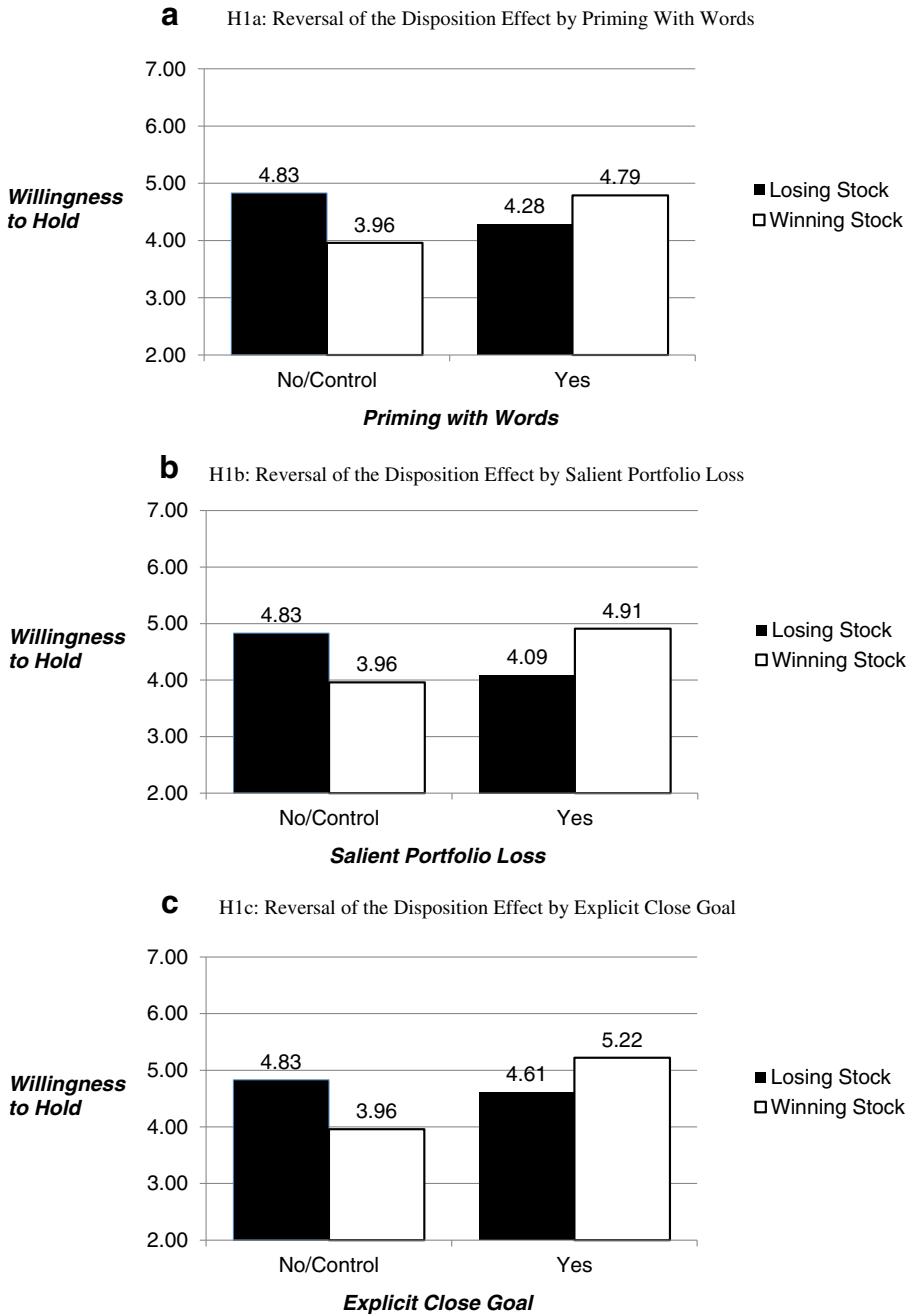 a H1a: Reversal of the Disposition Effect by Priming With Words
7.00
6.00
5.00
4.00
3.00
2.00
Willingness
to Hold
4.83
3.96
4.28
4.79
Losing Stock
Winning Stock
No/Control
Yes
Priming with Words
b H1b: Reversal of the Disposition Effect by Salient Portfolio Loss
7.00
6.00
5.00
4.00
3.00
2.00
Willingness
to Hold
4.83
3.96
4.09
4.91
Losing Stock
Winning Stock
No/Control
Yes
Salient Portfolio Loss
c H1c: Reversal of the Disposition Effect by Explicit Close Goal
7.00
6.00
5.00
4.00
3.00
2.00
Willingness
to Hold
4.83
3.96
4.61
5.22
Losing Stock
Winning Stock
No/Control
Yes
Explicit Close Goal